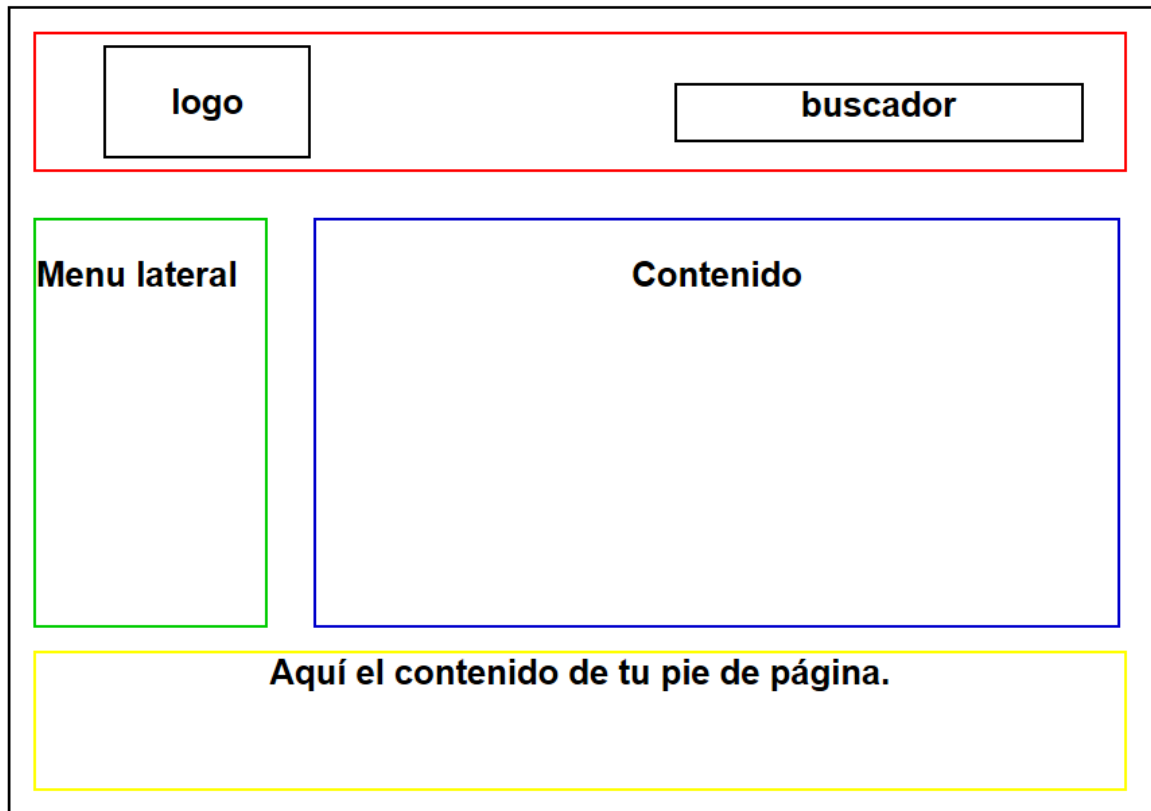 logo
buscador
Menu lateral
Contenido
Aquí el contenido de tu pie de página.